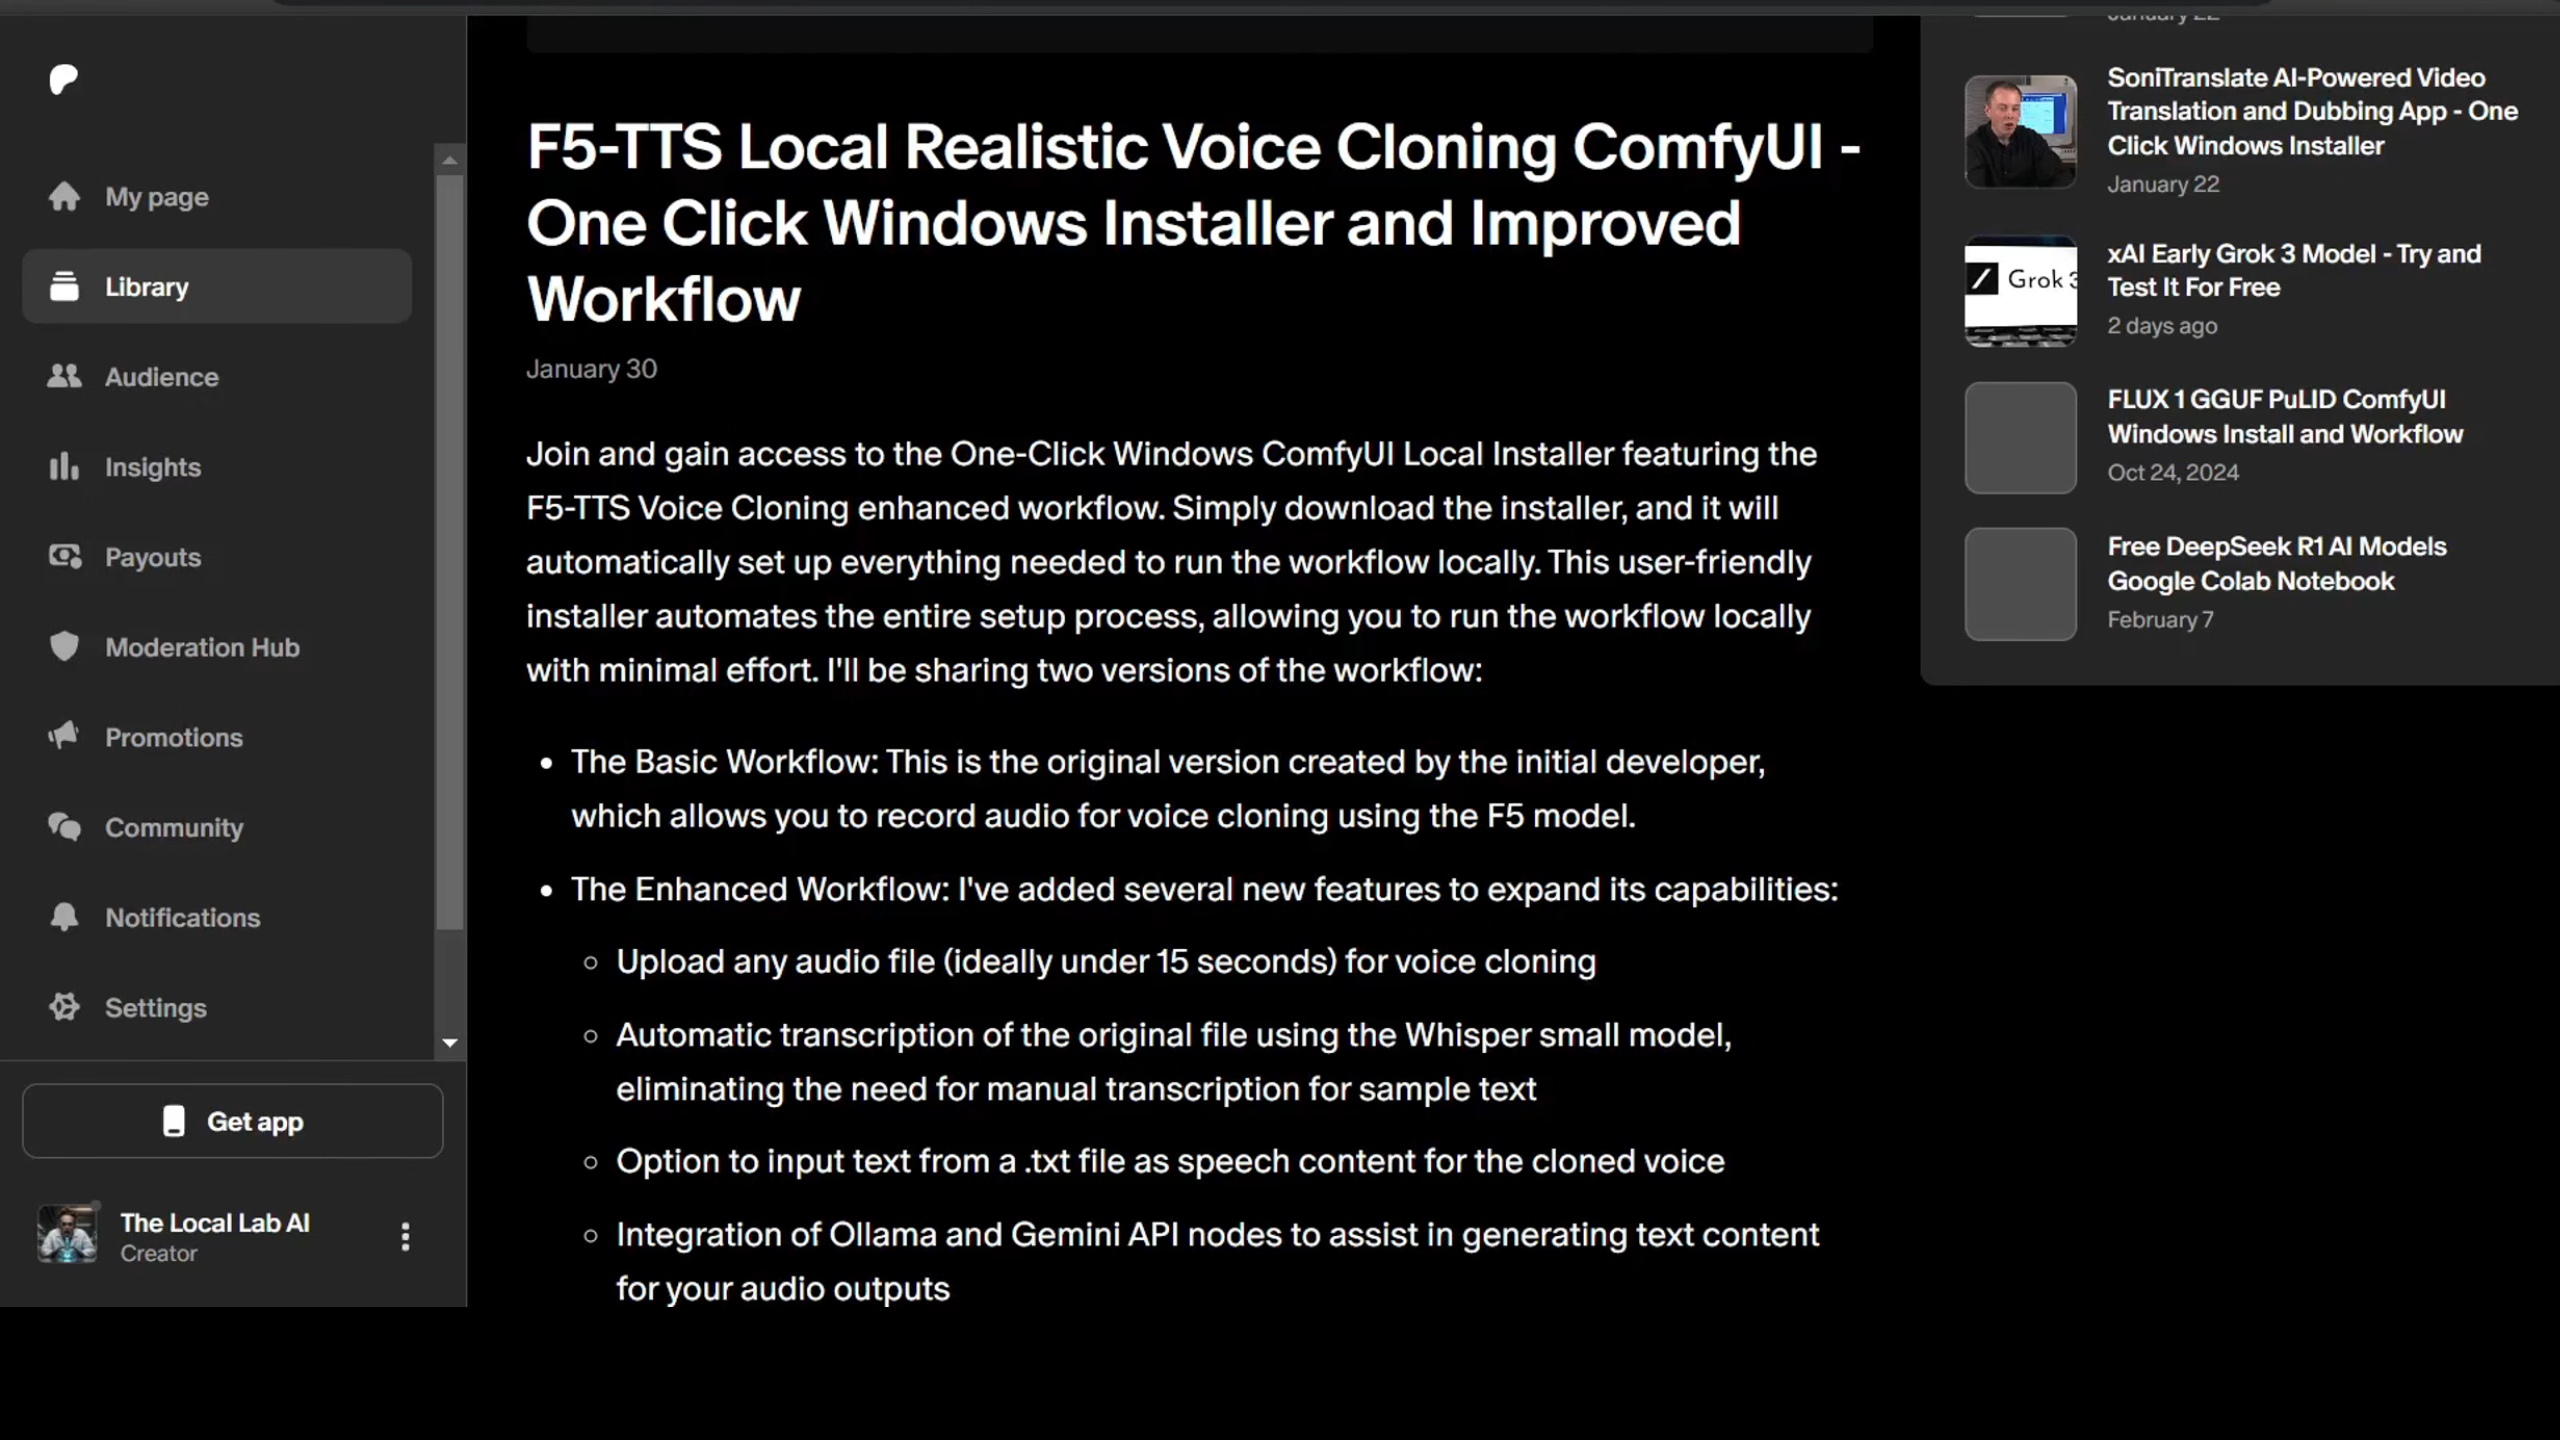 My page
Library
Audience
Insights
Payouts
Moderation Hub
Promotions
Community
Notifications
Settings
Get app
The Local Lab AI
Creator
F5-TTS Local Realistic Voice Cloning ComfyUI -
One Click Windows Installer and Improved
Workflow
January 30
Join and gain access to the One-Click Windows ComfyUI Local Installer featuring the
F5-TTS Voice Cloning enhanced workflow. Simply download the installer, and it will
automatically set up everything needed to run the workflow locally. This user-friendly
installer automates the entire setup process, allowing you to run the workflow locally
with minimal effort. I'll be sharing two versions of the workflow:
• The Basic Workflow: This is the original version created by the initial developer,
which allows you to record audio for voice cloning using the F5 model.
• The Enhanced Workflow: I've added several new features to expand its capabilities:
○ Upload any audio file (ideally under 15 seconds) for voice cloning
○ Automatic transcription of the original file using the Whisper small model,
eliminating the need for manual transcription for sample text
○ Option to input text from a .txt file as speech content for the cloned voice
○ Integration of Ollama and Gemini API nodes to assist in generating text content
for your audio outputs
January 22
SoniTranslate AI-Powered Video
Translation and Dubbing App - One
Click Windows Installer
January 22
Grok 3
xAI Early Grok 3 Model - Try and
Test It For Free
2 days ago
FLUX 1 GGUF PuLID ComfyUI
Windows Install and Workflow
Oct 24, 2024
Free DeepSeek R1 AI Models
Google Colab Notebook
February 7